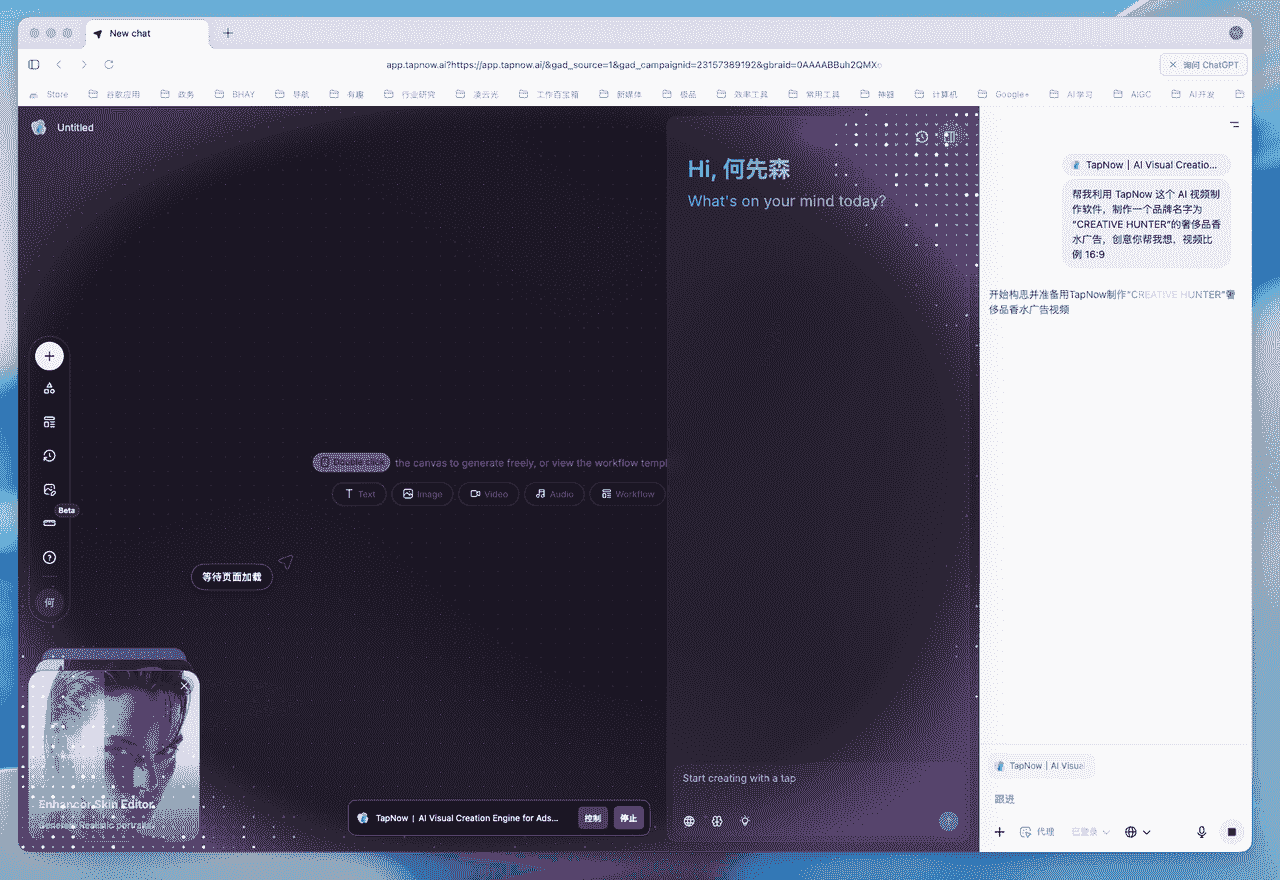 New chat
app.tapnow.ai?https://app.tapnow.ai/&gad_source=1&gad_campaignid=23157389192&gbraid=0AAAABBuh2QMX
询问 ChatGPT
Store 谷歌应用 政务 BHAY 导航 有趣 行业研究 凌云光 工作百宝箱 新媒体 极品 效率工具 常用工具 神器 计算机 Google+ AI学习 AIGC AI开发
Untitled
Hi, 何先森
What's on your mind today?
the canvas to generate freely, or view the workflow templ
Text Image Video Audio Workflow
Beta
等待页面加载
何
Enhancor Skin Editor
Generate realistic portrai
TapNow | AI Visual Creation Engine for Ads...
控制
停止
Start creating with a tap
TapNow | AI Visual Creatio...
帮我利用 TapNow 这个 AI 视频制
作软件，制作一个品牌名字为
“CREATIVE HUNTER”的奢侈品香
水广告，创意你帮我想，视频比
例 16:9
开始构思并准备用TapNow制作“CREATIVE HUNTER”奢
侈品香水广告视频
TapNow | AI Visual
跟进
代理
已登录